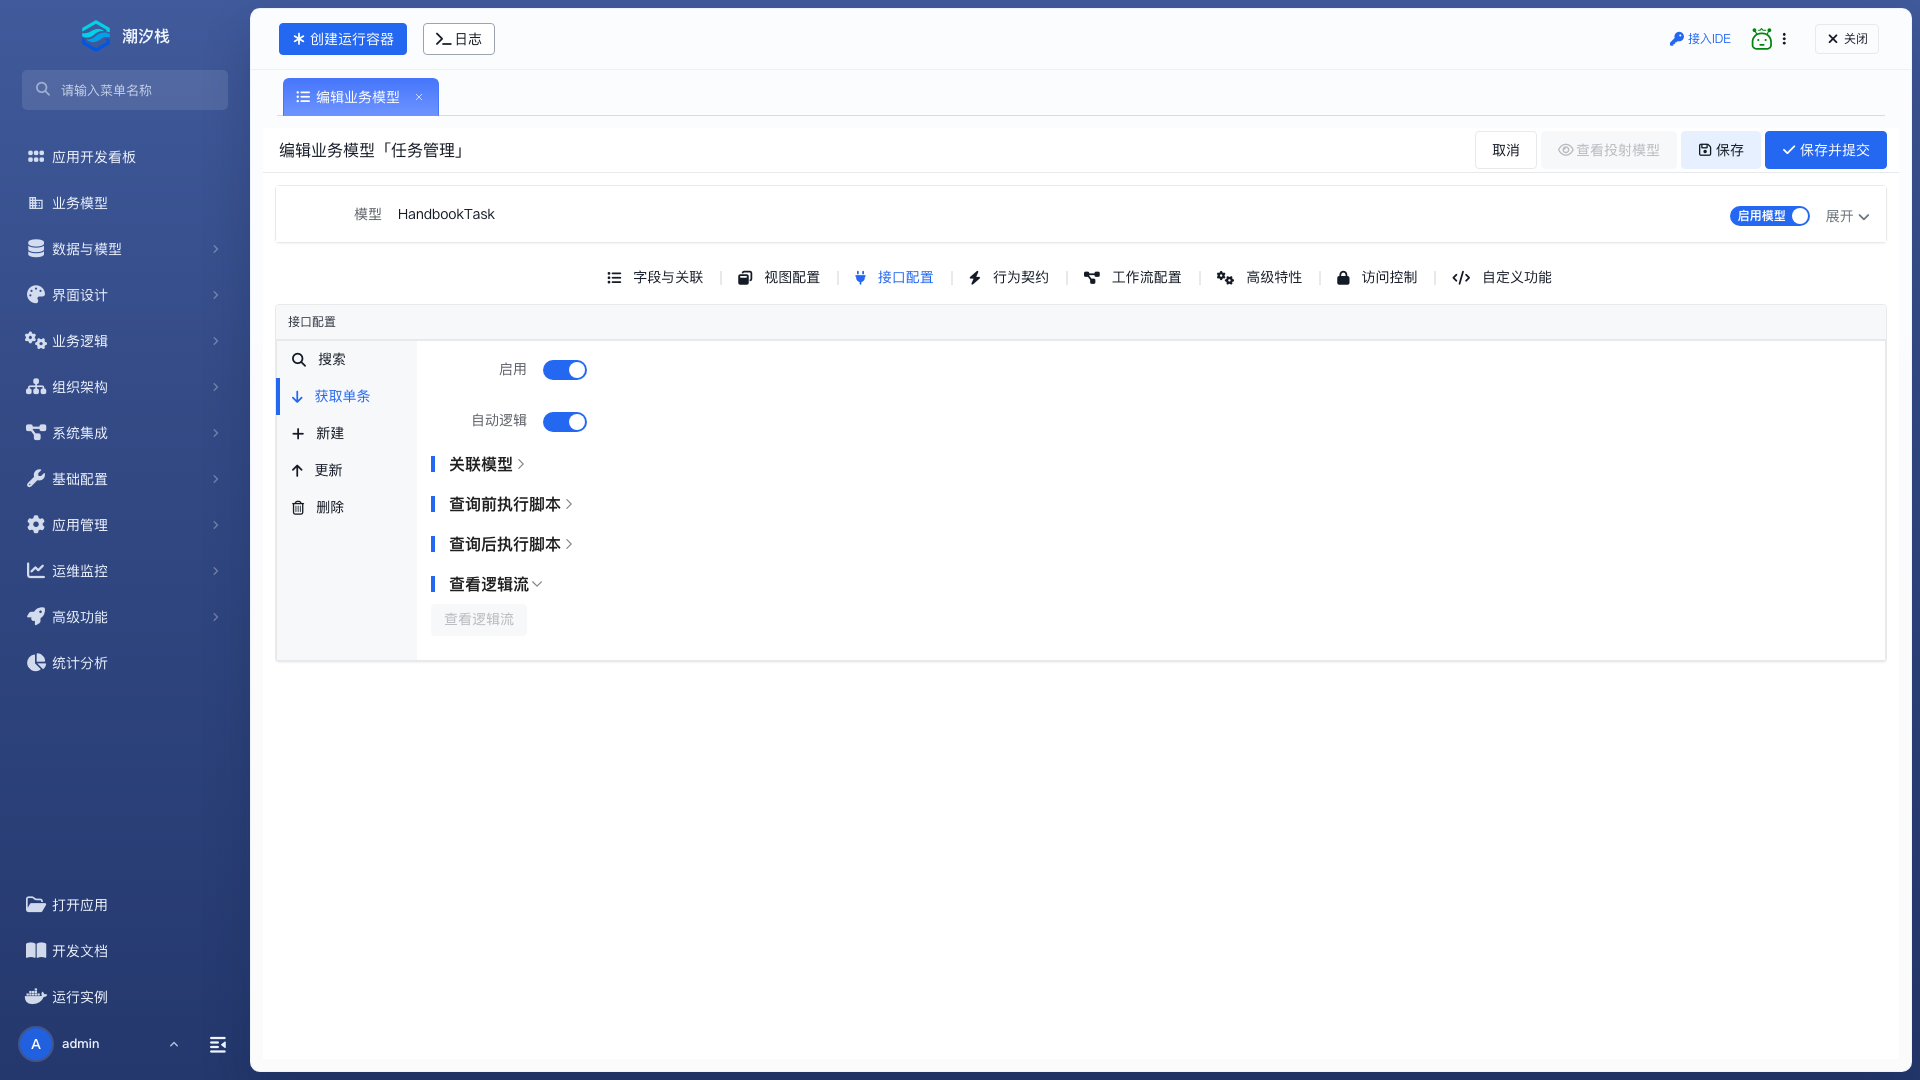 潮汐栈
请输入菜单名称
应用开发看板
业务模型
数据与模型
界面设计
业务逻辑
组织架构
系统集成
基础配置
应用管理
运维监控
高级功能
统计分析
打开应用
开发文档
运行实例
A admin
创建运行容器 日志 接入IDE 关闭
编辑业务模型
编辑业务模型「任务管理」 取消 查看投射模型 保存 保存并提交
模型 HandbookTask 启用模型 展开
字段与关联 视图配置 接口配置 行为契约 工作流配置 高级特性 访问控制 自定义功能
接口配置
搜索
获取单条
新建
更新
删除
启用
自动逻辑
关联模型
查询前执行脚本
查询后执行脚本
查看逻辑流
查看逻辑流